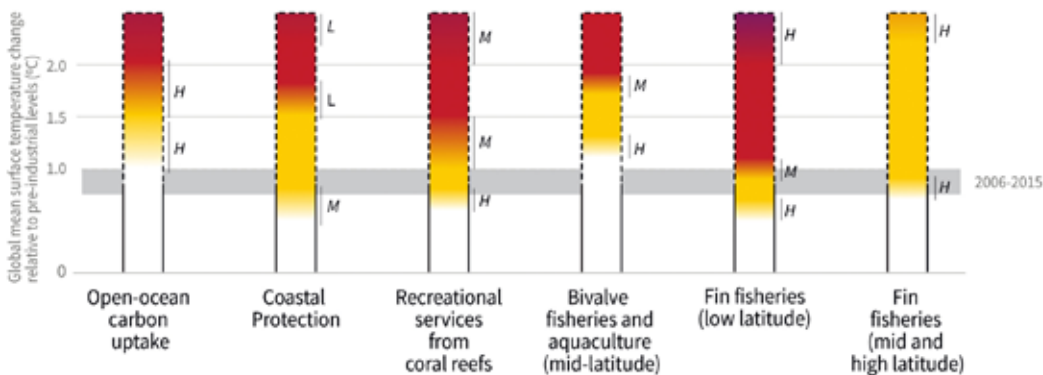 Global mean surface temperature change
relative to pre-industrial levels (ºC)
2.0
1.5
1.0
0
H
H
L
L
M
M
M
H
M
H
H
M
H
H
H
2006-2015
Open-ocean
carbon
uptake
Coastal
Protection
Recreational
services
from
coral reefs
Bivalve
fisheries and
aquaculture
(mid-latitude)
Fin fisheries
(low latitude)
Fin
fisheries
(mid and
high latitude)